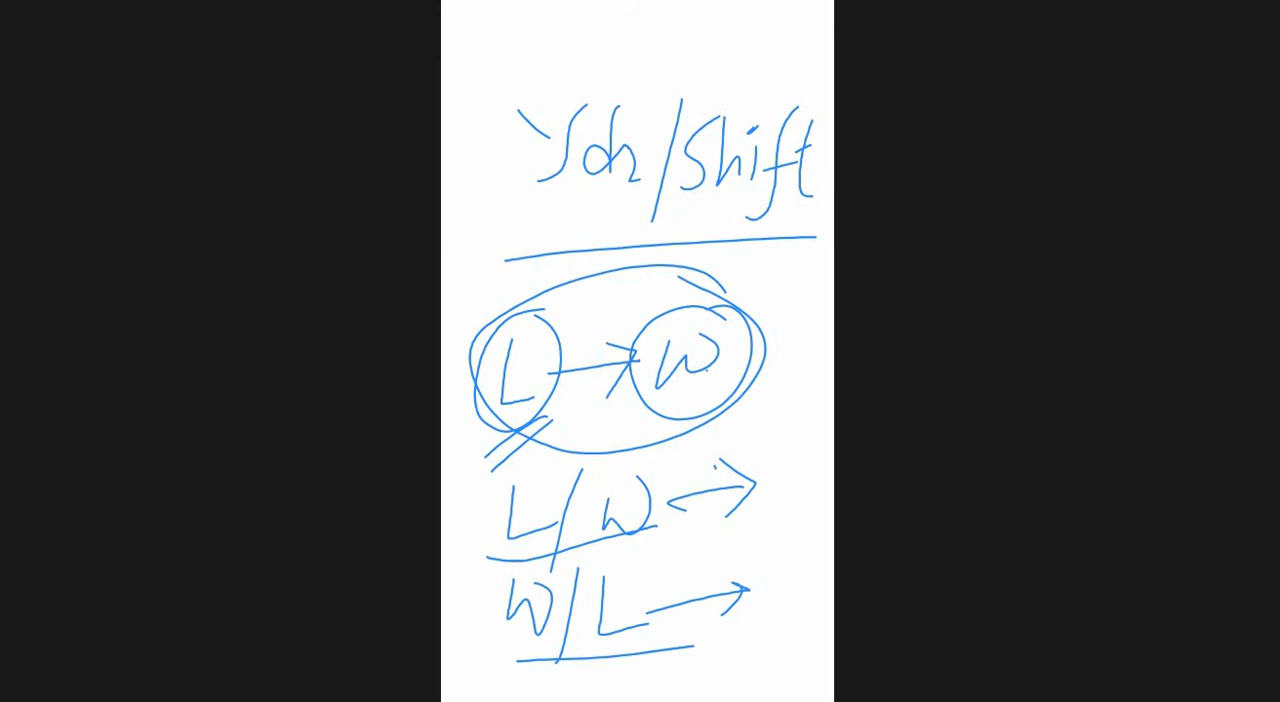 /Shift
L → W
L/W ↔
W/L →